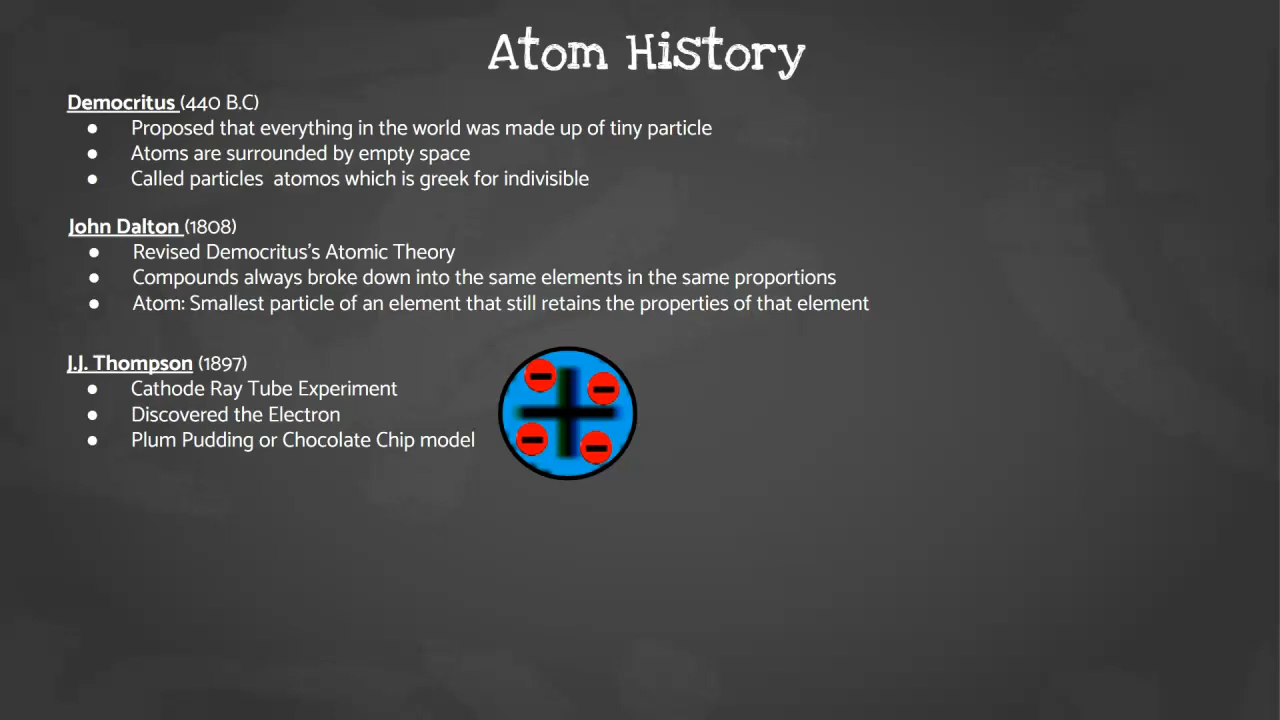 Atom History
Democritus (440 B.C)
● Proposed that everything in the world was made up of tiny particle
● Atoms are surrounded by empty space
● Called particles  atomos which is greek for indivisible
John Dalton (1808)
● Revised Democritus's Atomic Theory
● Compounds always broke down into the same elements in the same proportions
● Atom: Smallest particle of an element that still retains the properties of that element
J.J. Thompson (1897)
● Cathode Ray Tube Experiment
● Discovered the Electron
● Plum Pudding or Chocolate Chip model